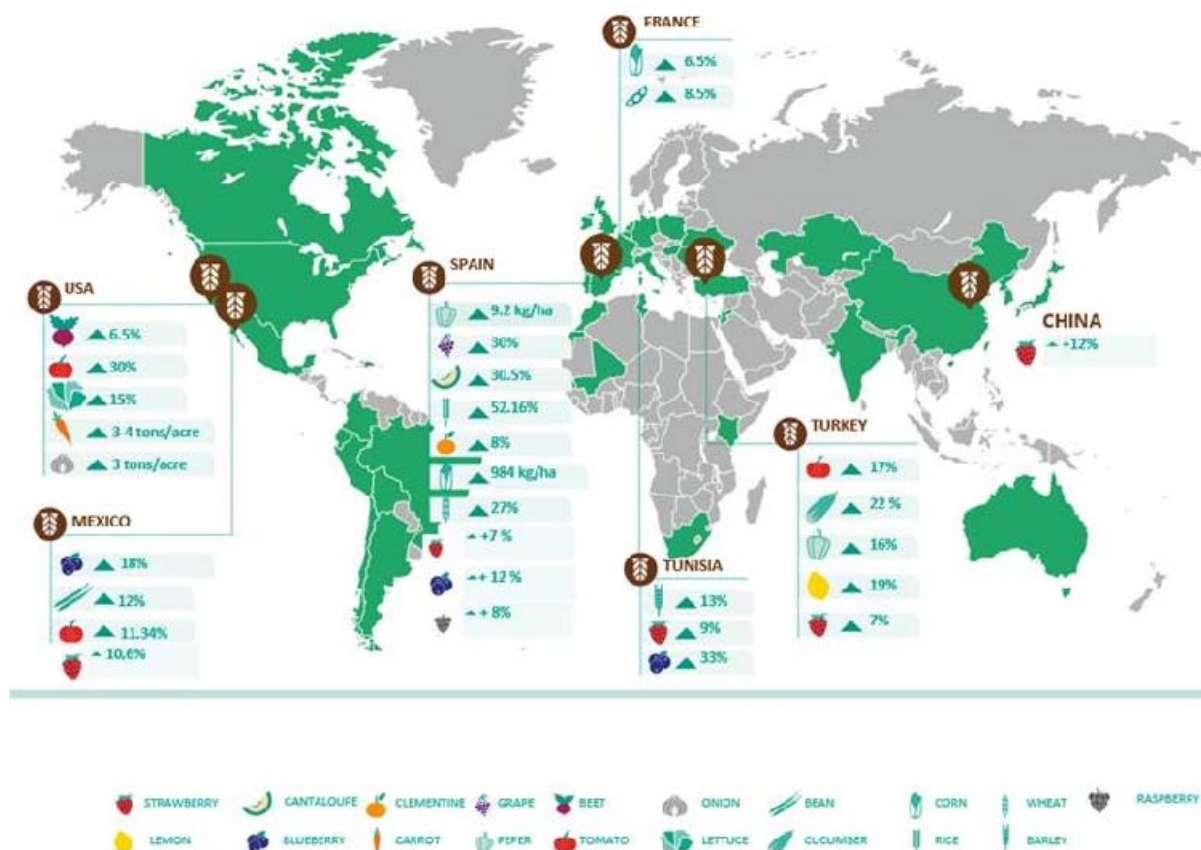 FRANCE
6.5%
8.5%
USA
6.5%
30%
15%
3-4 tons/acre
3 tons/acre
MEXICO
18%
12%
11.34%
10,6%
SPAIN
9.2 kg/ha
30%
30.5%
52.16%
8%
984 kg/ha
27%
+7 %
+ 12 %
+ 8%
TUNISIA
13%
9%
33%
TURKEY
17%
22 %
16%
19%
7%
CHINA
+12%
STRAWBERRY CANTALOUPE CLEMENTINE GRAPE BEET ONION BEAN CORN WHEAT RASPBERRY
LEMON BLUEBERRY CARROT PEPER TOMATO LETTUCE CUCUMBER RICE BARLEY